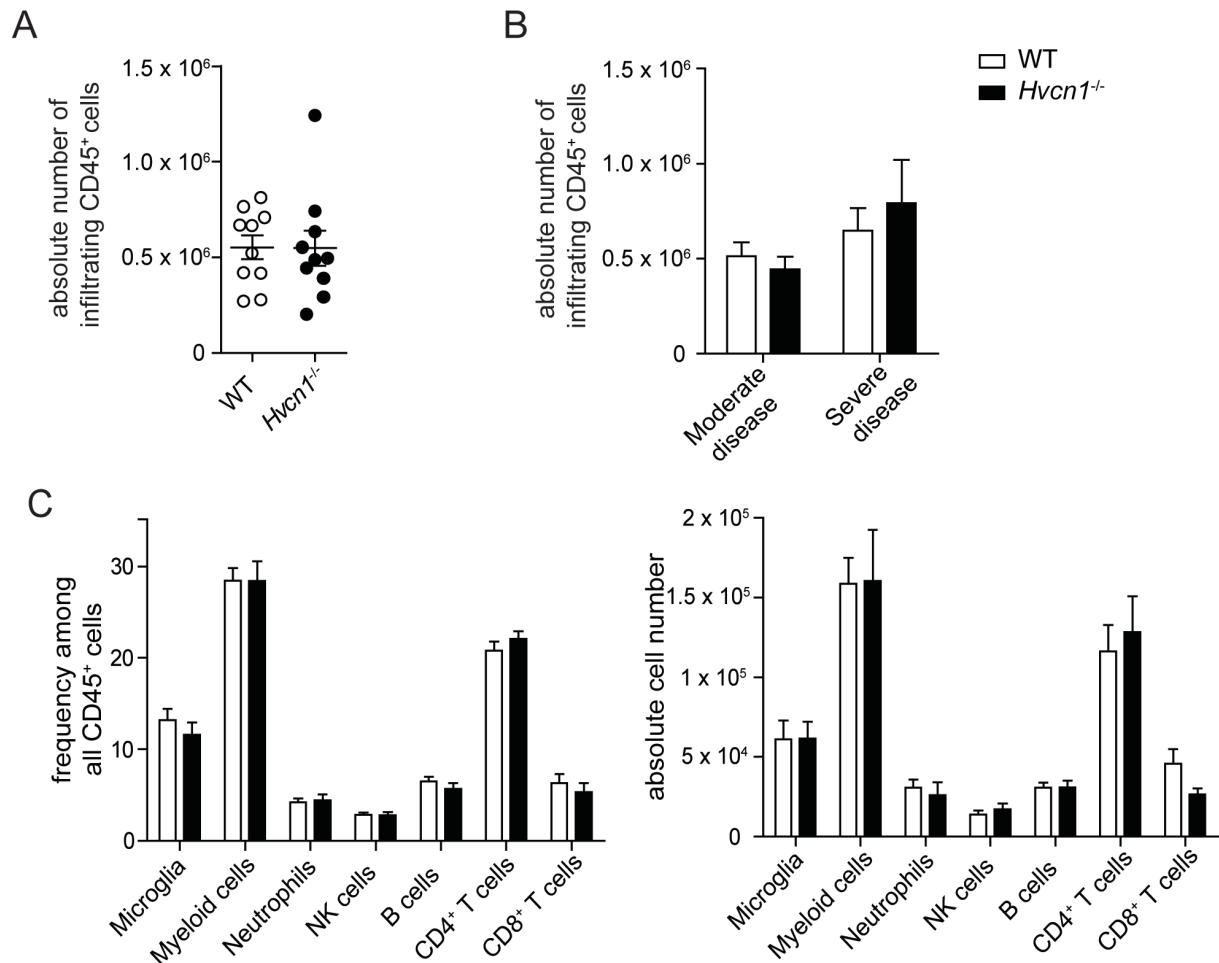 A
absolute number of
infiltrating CD45⁺ cells
1.5 x 10⁶
1.0 x 10⁶
0.5 x 10⁶
0
WT
Hvcn1⁻/⁻
B
absolute number of
infiltrating CD45⁺ cells
1.5 x 10⁶
1.0 x 10⁶
0.5 x 10⁶
0
Moderate
disease
Severe
disease
WT
Hvcn1⁻/⁻
C
frequency among
all CD45⁺ cells
30
20
10
0
Microglia
Myeloid cells
Neutrophils
NK cells
B cells
CD4⁺ T cells
CD8⁺ T cells
absolute cell number
2 x 10⁵
1.5 x 10⁵
1 x 10⁵
5 x 10⁴
0
Microglia
Myeloid cells
Neutrophils
NK cells
B cells
CD4⁺ T cells
CD8⁺ T cells